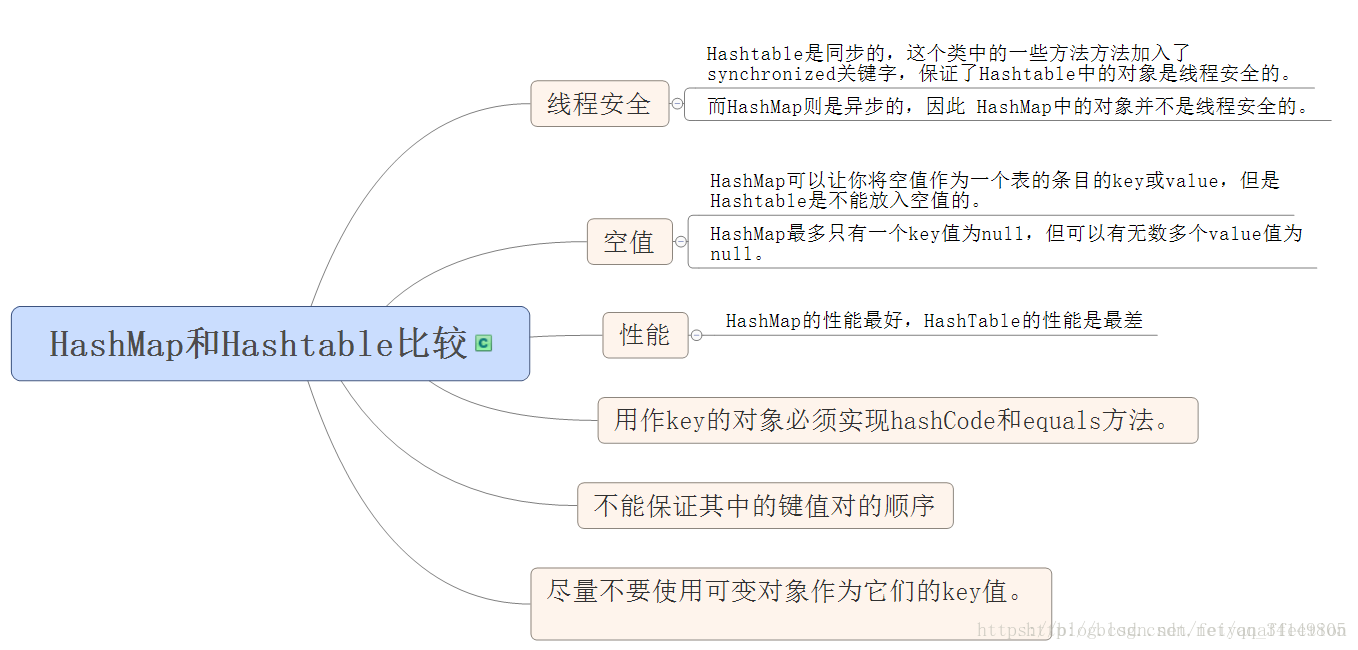 Hashtable是同步的，这个类中的一些方法方法加入了
synchronized关键字，保证了Hashtable中的对象是线程安全的。
线程安全
而HashMap则是异步的，因此 HashMap中的对象并不是线程安全的。
HashMap可以让你将空值作为一个表的条目的key或value，但是
Hashtable是不能放入空值的。
空值
HashMap最多只有一个key值为null，但可以有无数多个value值为
null。
HashMap和Hashtable比较
性能
HashMap的性能最好，HashTable的性能是最差
用作key的对象必须实现hashCode和equals方法。
不能保证其中的键值对的顺序
尽量不要使用可变对象作为它们的key值。